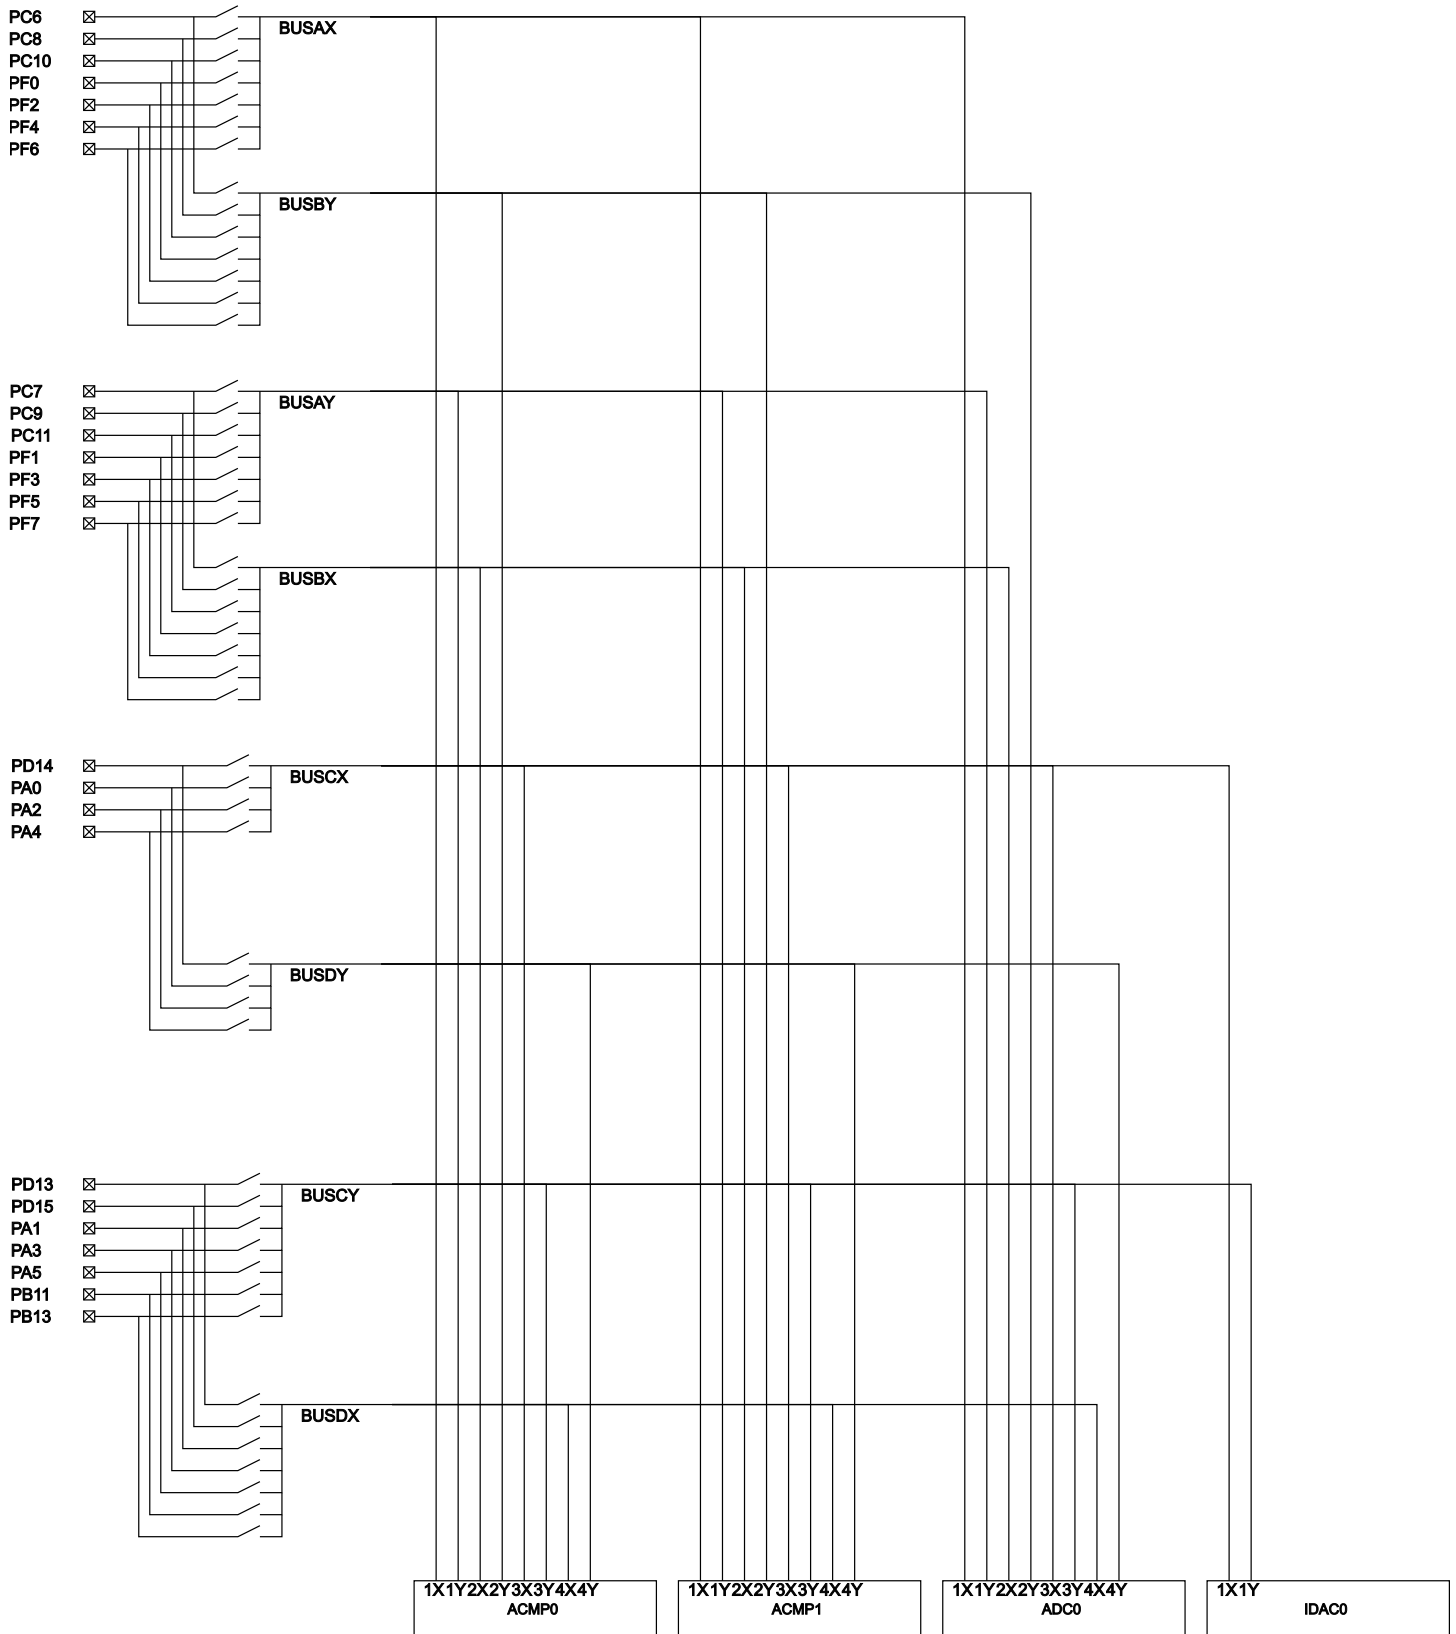 PC6
BUSAX
PC8
PC10
PF0
PF2
PF4
PF6
BUSBY
PC7
BUSAY
PC9
PC11
PF1
PF3
PF5
PF7
BUSBX
PD14
BUSCX
PA0
PA2
PA4
BUSDY
PD13
BUSCY
PD15
PA1
PA3
PA5
PB11
PB13
BUSDX
1X1Y2X2Y3X3Y4X4Y 1X1Y2X2Y3X3Y4X4Y 1X1Y2X2Y3X3Y4X4Y 1X1Y
ACMP0 ACMP1 ADC0 IDAC0